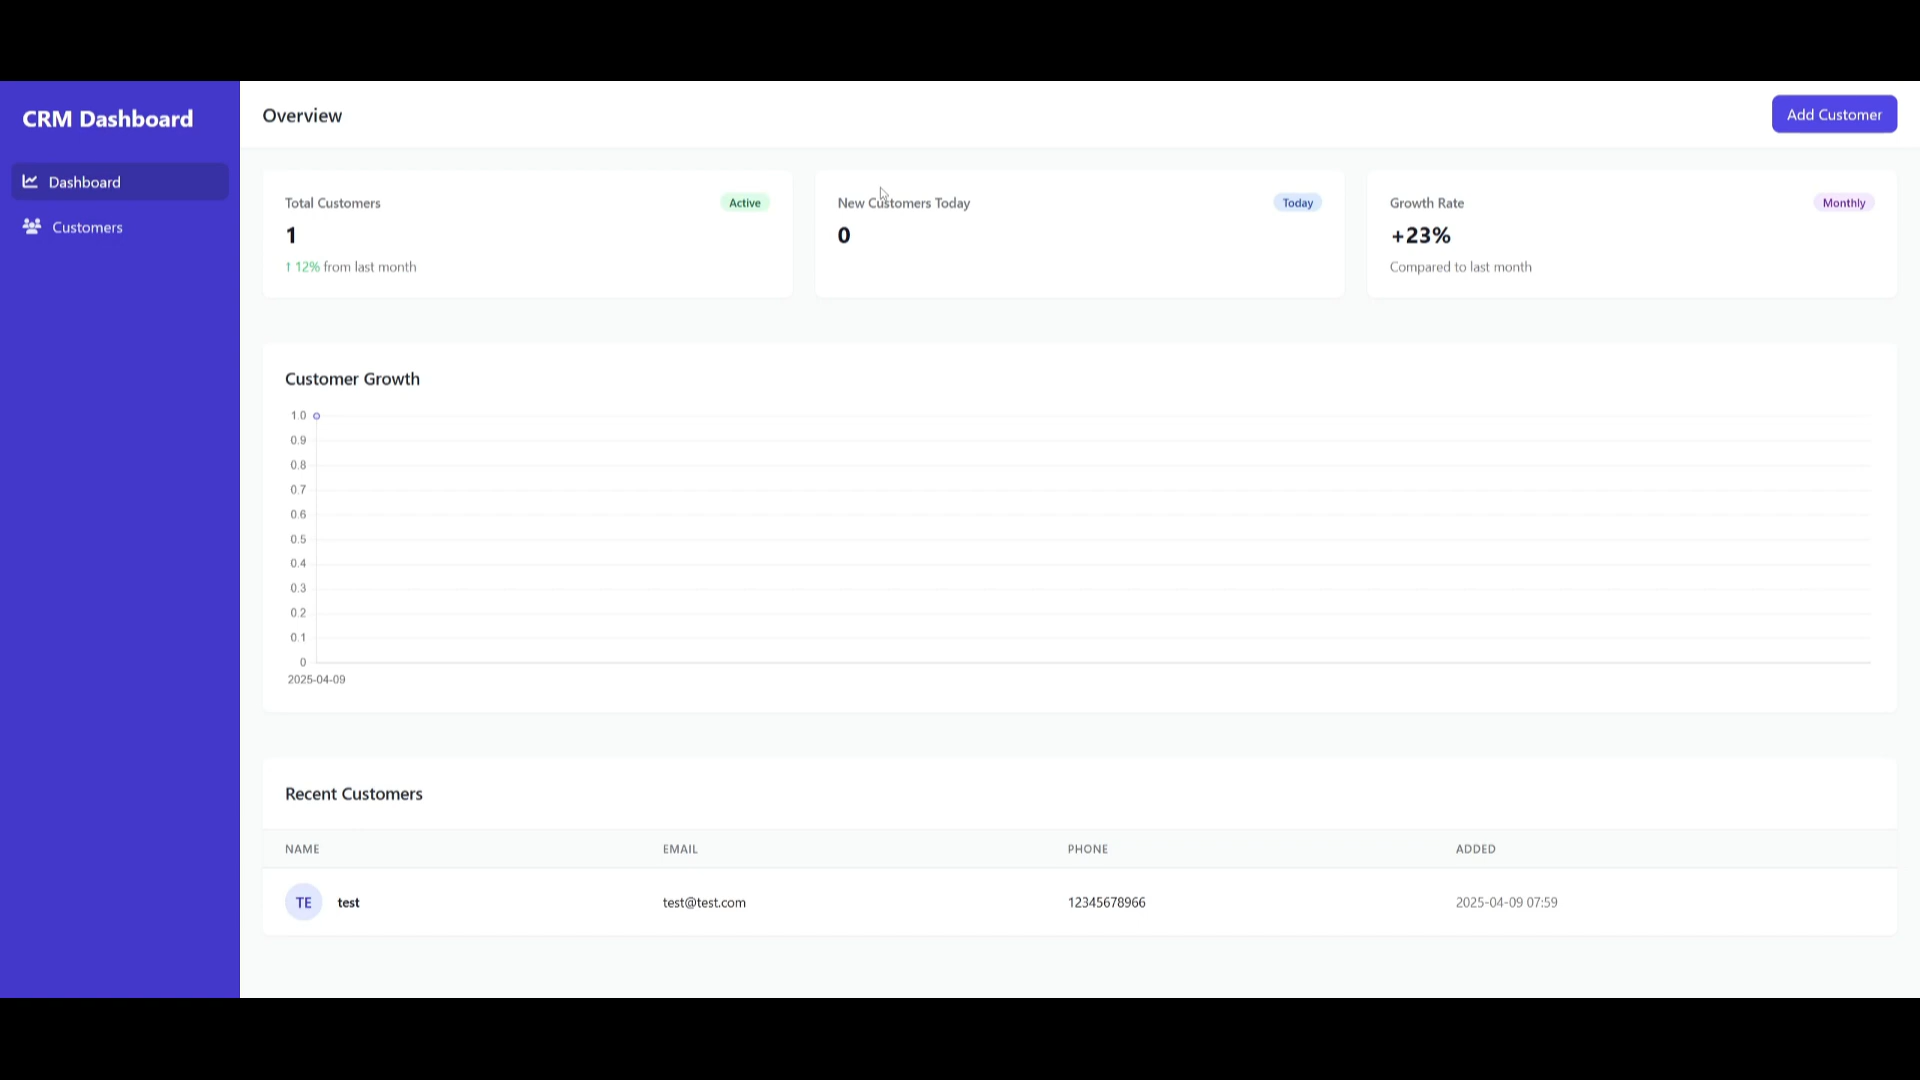 CRM Dashboard
Dashboard
Customers
Overview
Add Customer
Total Customers
Active
1
↑ 12% from last month
New Customers Today
Today
0
Growth Rate
Monthly
+23%
Compared to last month
Customer Growth
1.0
0.9
0.8
0.7
0.6
0.5
0.4
0.3
0.2
0.1
0
2025-04-09
Recent Customers
NAME EMAIL PHONE ADDED
TE test test@test.com 12345678966 2025-04-09 07:59